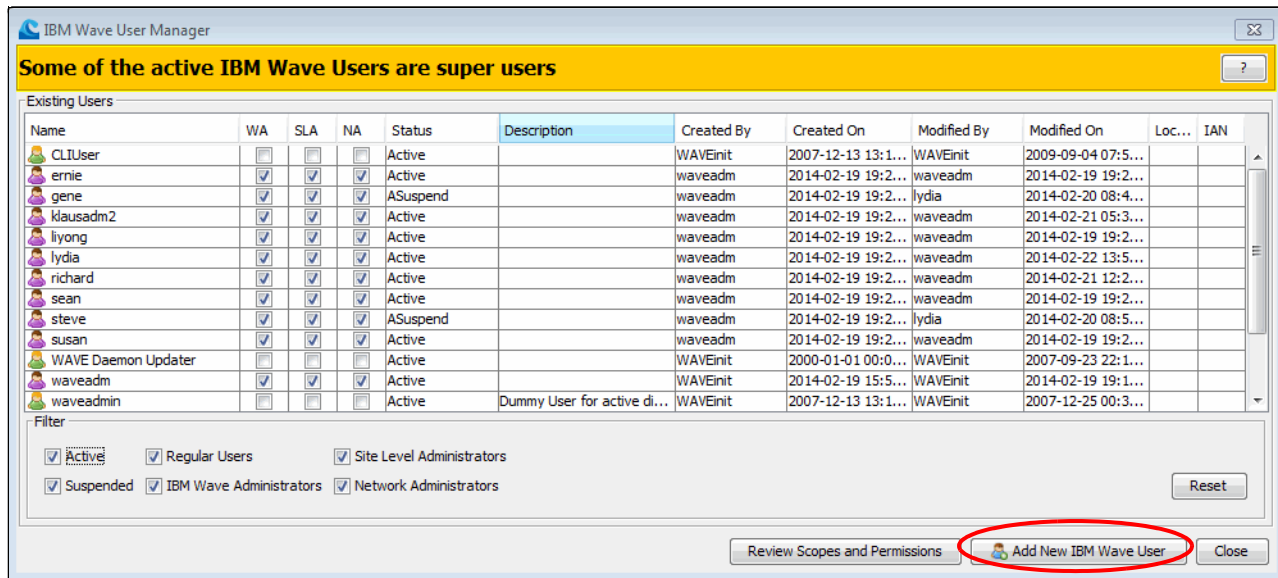 IBM Wave User Manager
Some of the active IBM Wave Users are super users
?
Existing Users
Name WA SLA NA Status Description Created By Created On Modified By Modified On Loc... IAN
CLIUser Active WAVEinit 2007-12-13 13:1... WAVEinit 2009-09-04 07:5...
ernie Active waveadm 2014-02-19 19:2... waveadm 2014-02-19 19:2...
gene ASuspend waveadm 2014-02-19 19:2... lydia 2014-02-20 08:4...
klausadm2 Active waveadm 2014-02-19 19:2... waveadm 2014-02-21 05:3...
liyong Active waveadm 2014-02-19 19:2... waveadm 2014-02-19 19:2...
lydia Active waveadm 2014-02-19 19:2... waveadm 2014-02-22 13:5...
richard Active waveadm 2014-02-19 19:2... waveadm 2014-02-21 12:2...
sean Active waveadm 2014-02-19 19:2... waveadm 2014-02-19 19:2...
steve ASuspend waveadm 2014-02-19 19:2... lydia 2014-02-20 08:5...
susan Active waveadm 2014-02-19 19:2... waveadm 2014-02-19 19:2...
WAVE Daemon Updater Active WAVEinit 2000-01-01 00:0... WAVEinit 2007-09-23 22:1...
waveadm Active WAVEinit 2014-02-19 15:5... WAVEinit 2014-02-19 19:1...
waveadmin Active Dummy User for active di... WAVEinit 2007-12-13 13:1... WAVEinit 2007-12-25 00:3...
Filter
Active Regular Users Site Level Administrators
Suspended IBM Wave Administrators Network Administrators
Reset
Review Scopes and Permissions Add New IBM Wave User Close